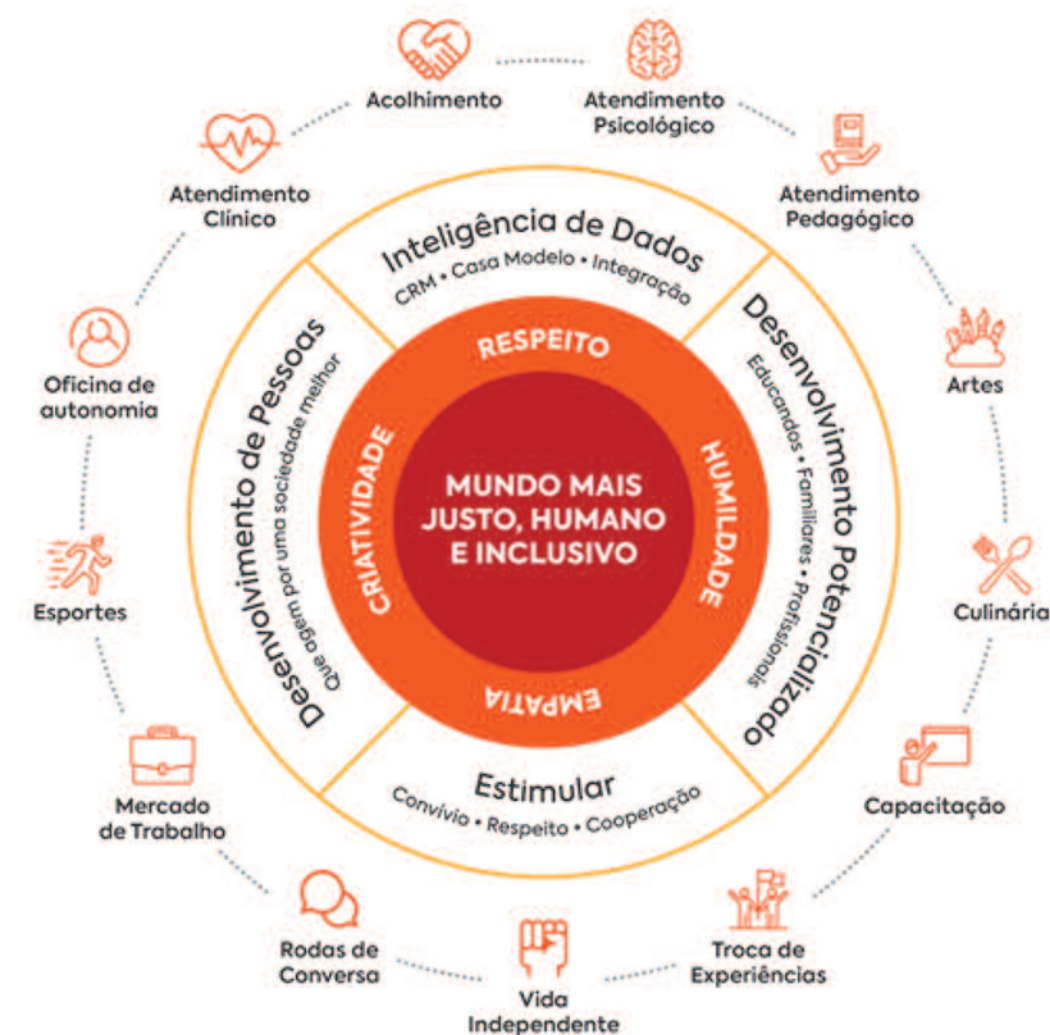 Acolhimento
Atendimento
Psicológico
Atendimento
Pedagógico
Artes
Culinária
Capacitação
Troca de
Experiências
Vida
Independente
Rodas de
Conversa
Mercado
de Trabalho
Esportes
Oficina de
autonomia
Atendimento
Clínico
Inteligência de Dados
CRM • Casa Modelo • Integração
Desenvolvimento Potencializado
Educandos • Familiares • Profissionais
Estimular
Convívio • Respeito • Cooperação
Desenvolvimento de Pessoas
Que agem por uma sociedade melhor
RESPEITO
HUMILDADE
EMPATIA
CRIATIVIDADE
MUNDO MAIS
JUSTO, HUMANO
E INCLUSIVO